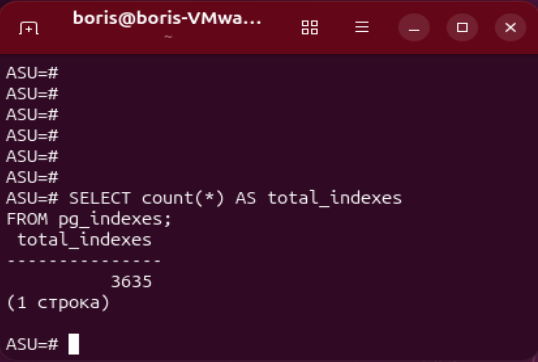 boris@boris-VMwa...
~
ASU=#
ASU=#
ASU=#
ASU=#
ASU=#
ASU=#
ASU=# SELECT count(*) AS total_indexes
FROM pg_indexes;
 total_indexes
---------------
          3635
(1 строка)

ASU=#